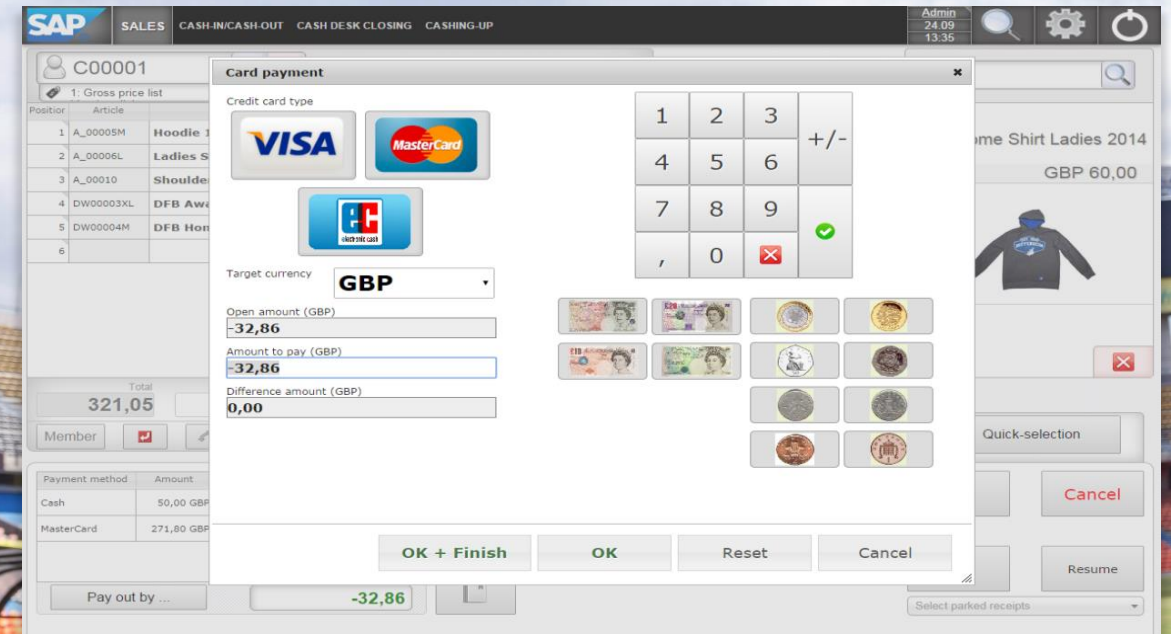 SAP
SALES CASH-IN/CASH-OUT CASH DESK CLOSING CASHING-UP
Admin
24.09
13:35
C00001
1: Gross price list
Position Article
1 A_00005M Hoodie
2 A_00006L Ladies S
3 A_00010 Shoulde
4 DW00003XL DFB Awa
5 DW00004M DFB Hon
6
Total
321,05
Member
Payment method Amount
Cash 50,00 GBP
MasterCard 271,80 GBP
Pay out by ...
-32,86
Card payment
Credit card type
VISA
MasterCard
ec
electronic cash
Target currency
GBP
Open amount (GBP)
-32,86
Amount to pay (GBP)
-32,86
Difference amount (GBP)
0,00
1 2 3 +/-
4 5 6
7 8 9
, 0
£20
£10
OK + Finish
OK
Reset
Cancel
ome Shirt Ladies 2014
GBP 60,00
Quick-selection
Cancel
Resume
Select parked receipts